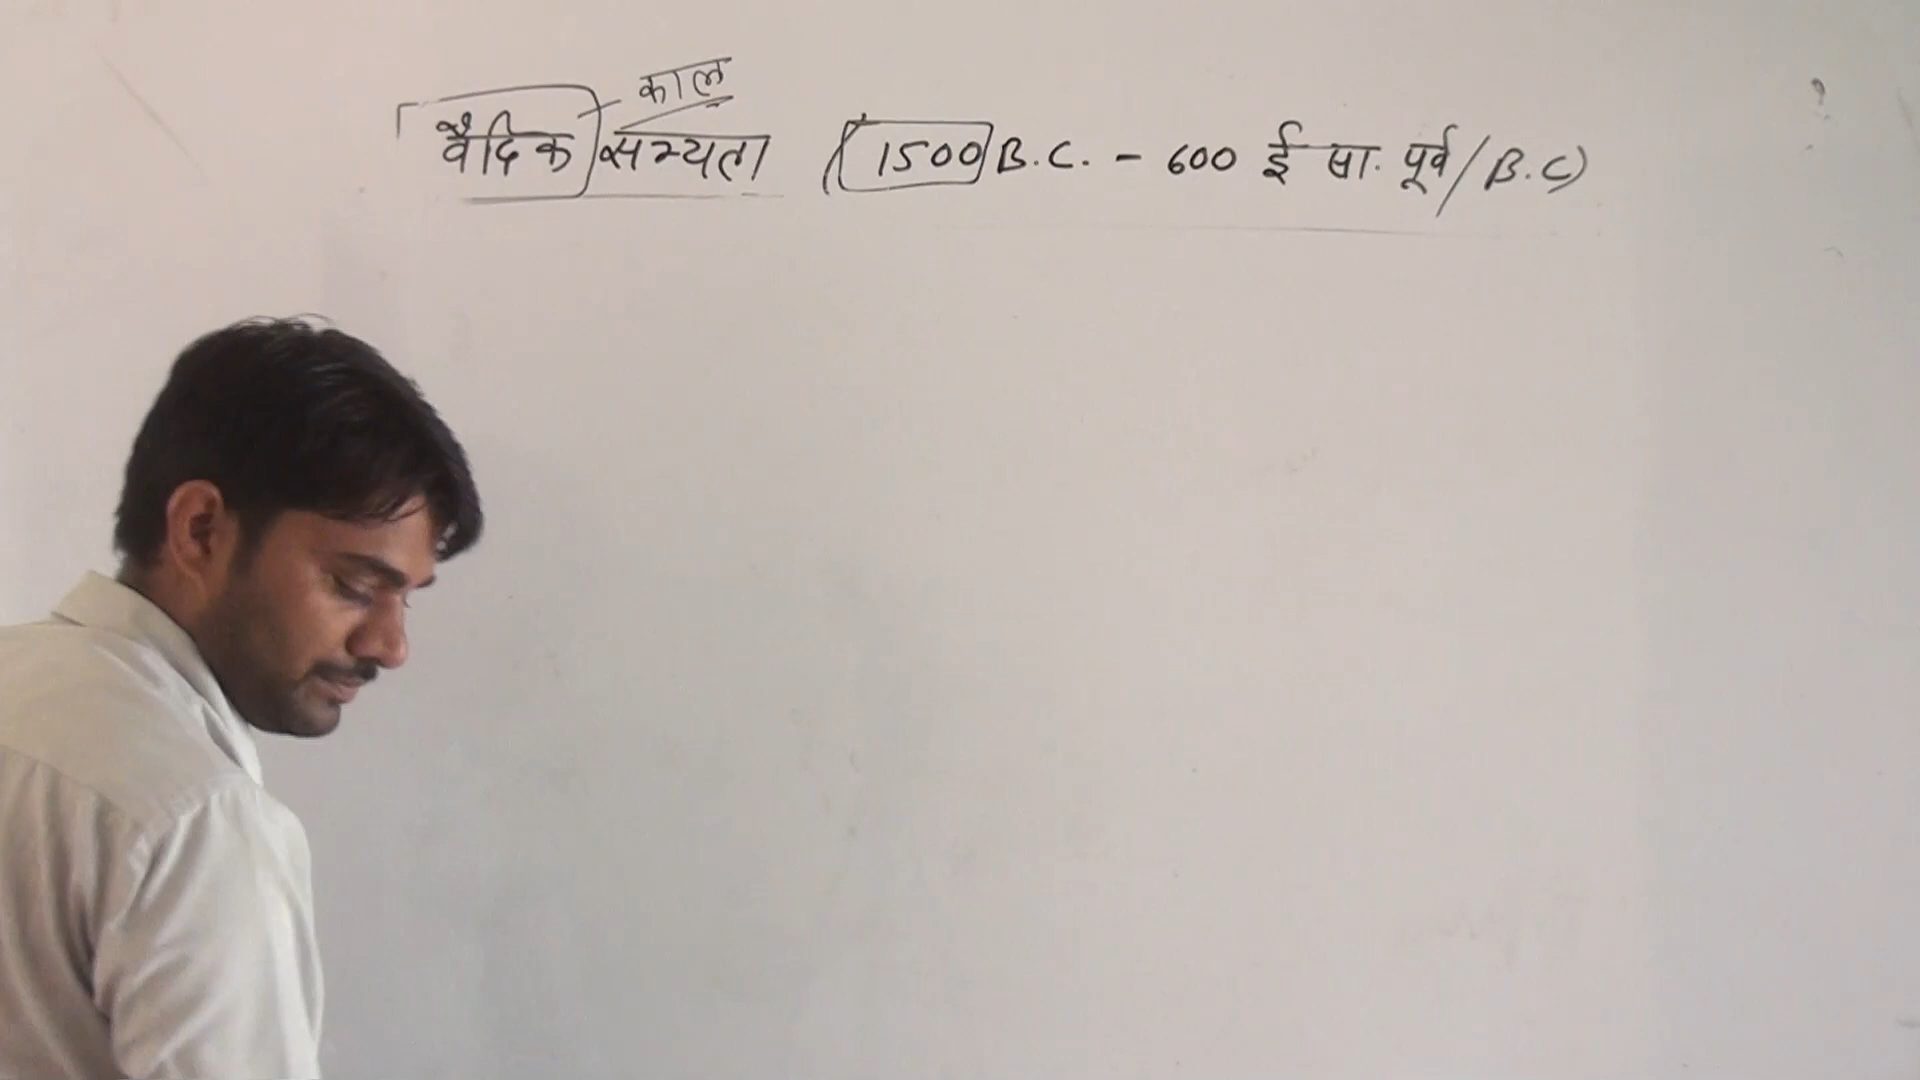 काल
वैदिक सभ्यता (1500 B.C. - 600 ई सा. पूर्व / B.C)